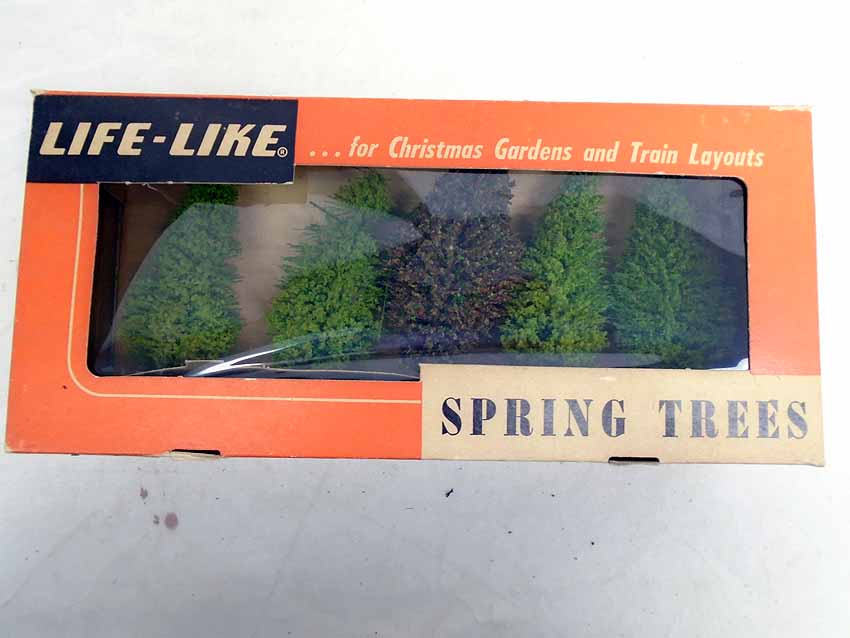 LIFE-LIKE®
...for Christmas Gardens and Train Layouts
SPRING TREES